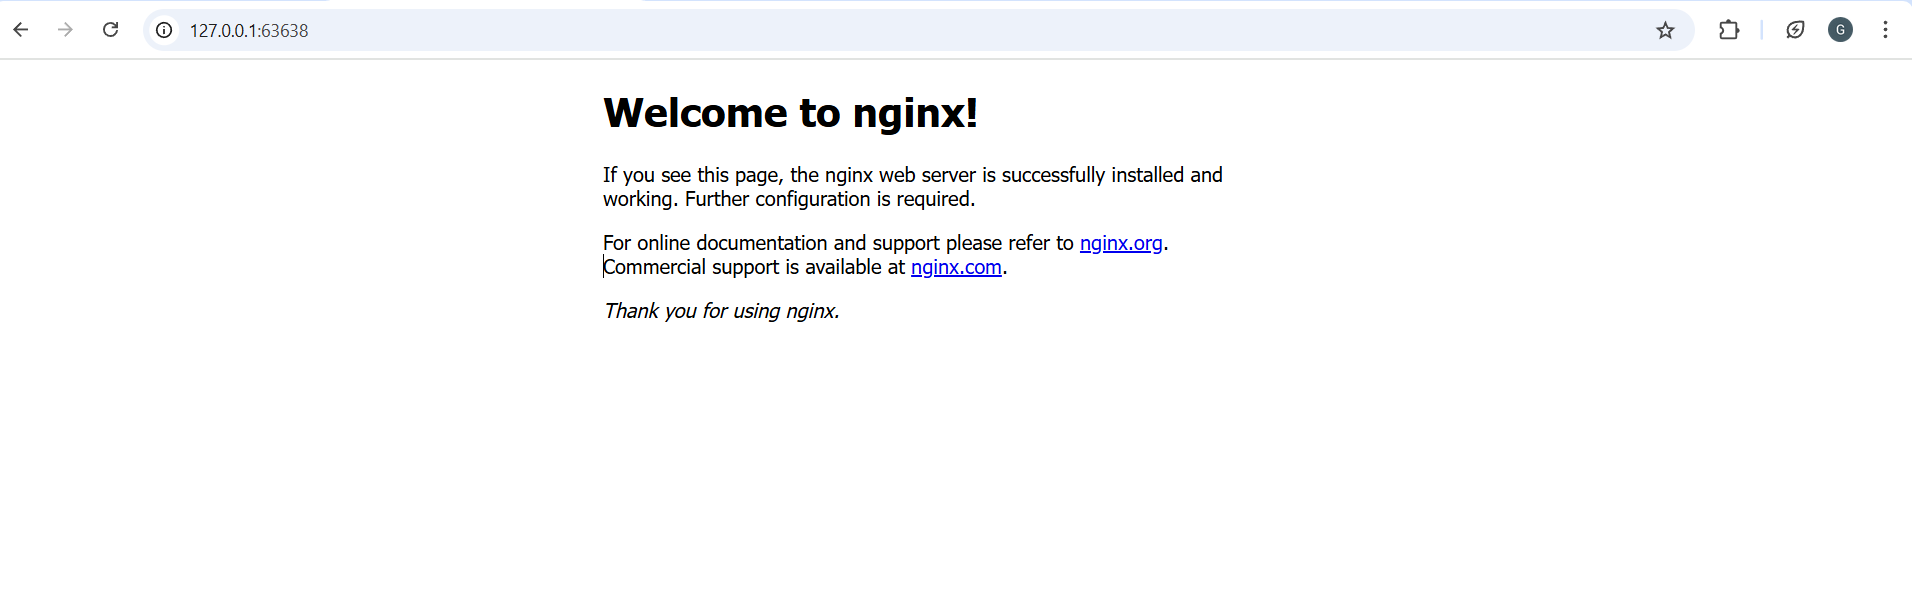 127.0.0.1:63638
G
Welcome to nginx!
If you see this page, the nginx web server is successfully installed and
working. Further configuration is required.
For online documentation and support please refer to nginx.org.
Commercial support is available at nginx.com.
Thank you for using nginx.